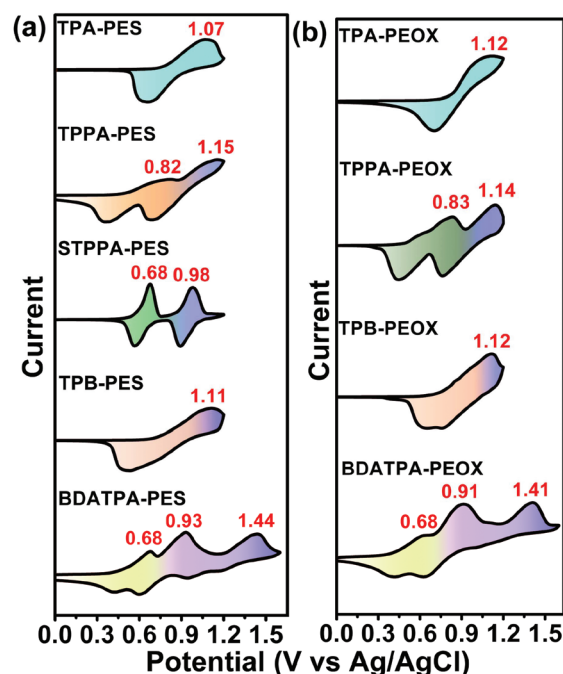 (a)
TPA-PES
1.07
TPPA-PES
0.82
1.15
STPPA-PES
0.68
0.98
TPB-PES
1.11
BDATPA-PES
0.68
0.93
1.44
Current
0.0 0.3 0.6 0.9 1.2 1.5
(b)
TPA-PEOX
1.12
TPPA-PEOX
0.83
1.14
TPB-PEOX
1.12
BDATPA-PEOX
0.68
0.91
1.41
Current
0.0 0.3 0.6 0.9 1.2 1.5
Potential (V vs Ag/AgCl)